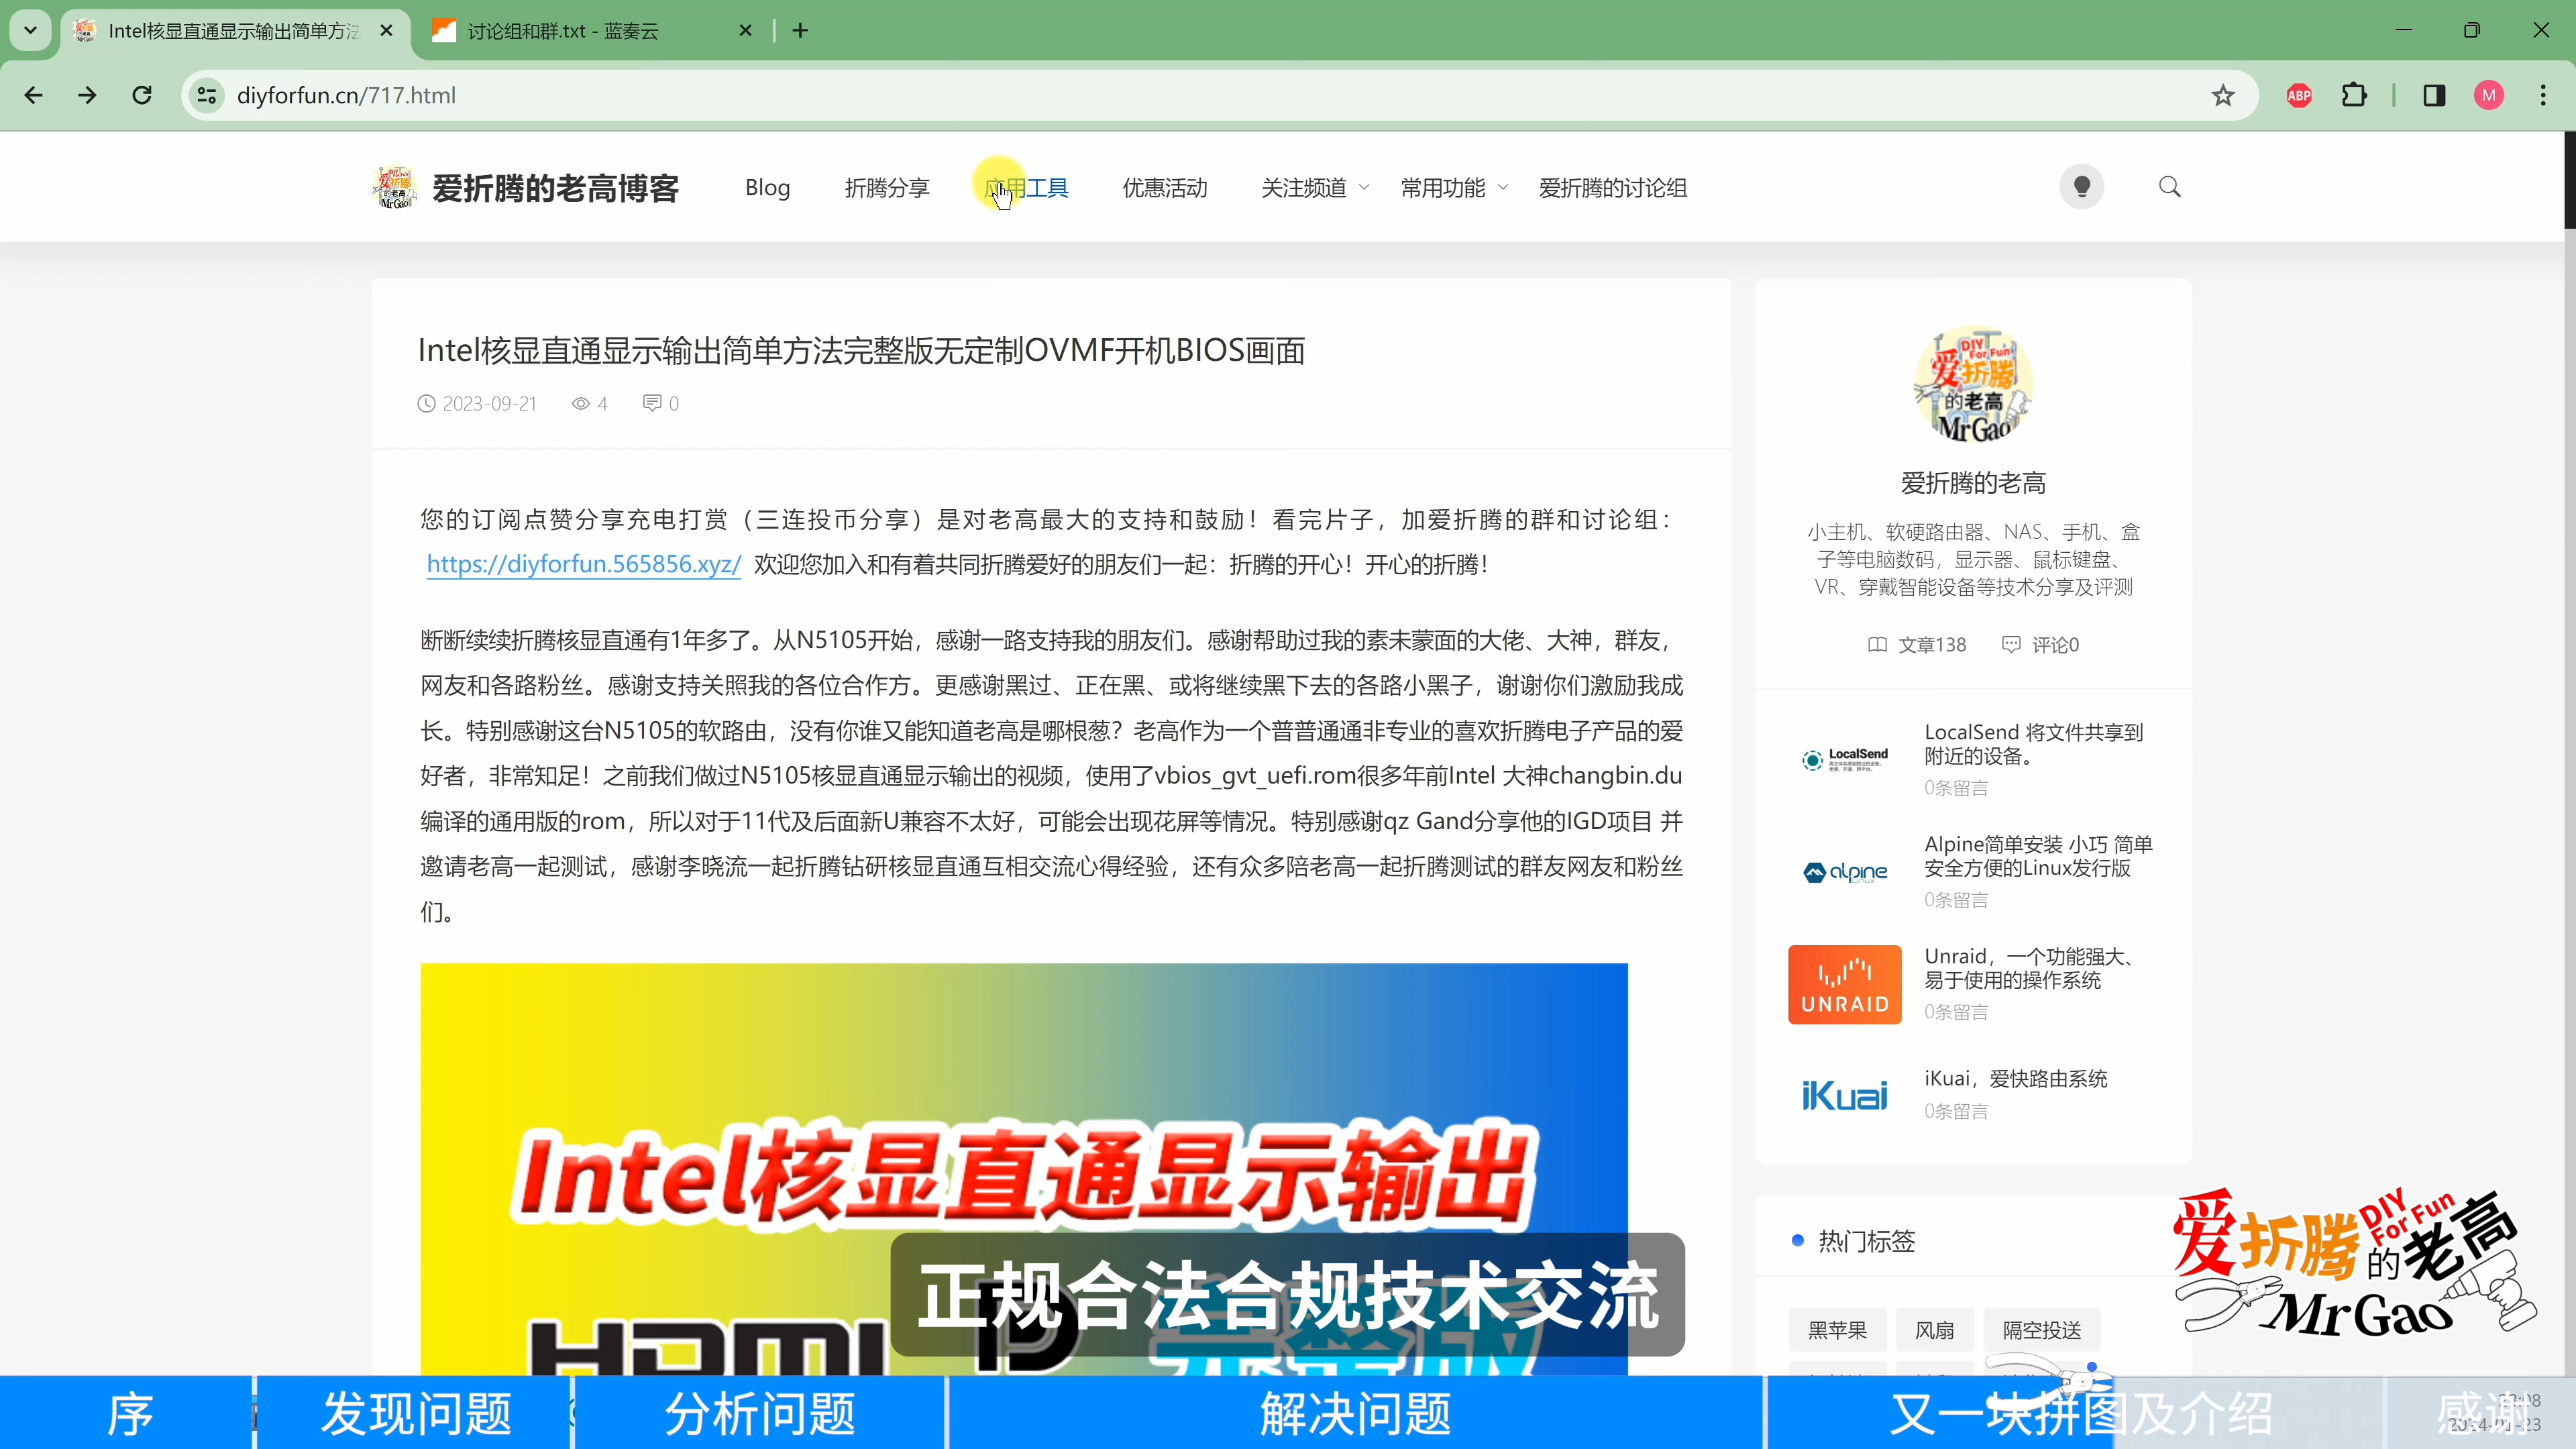 Intel核显直通显示输出简单方法
讨论组和群.txt - 蓝奏云
diyforfun.cn/717.html
ABP
M
爱折腾的老高博客
Blog
折腾分享
应用工具
优惠活动
关注频道
常用功能
爱折腾的讨论组
Intel核显直通显示输出简单方法完整版无定制OVMF开机BIOS画面
2023-09-21
4
0
您的订阅点赞分享充电打赏（三连投币分享）是对老高最大的支持和鼓励！看完片子，加爱折腾的群和讨论组：
https://diyforfun.565856.xyz/ 欢迎您加入和有着共同折腾爱好的朋友们一起：折腾的开心！开心的折腾！
断断续续折腾核显直通有1年多了。从N5105开始，感谢一路支持我的朋友们。感谢帮助过我的素未蒙面的大佬、大神，群友，
网友和各路粉丝。感谢支持关照我的各位合作方。更感谢黑过、正在黑、或将继续黑下去的各路小黑子，谢谢你们激励我成
长。特别感谢这台N5105的软路由，没有你谁又能知道老高是哪根葱？老高作为一个普普通通非专业的喜欢折腾电子产品的爱
好者，非常知足！之前我们做过N5105核显直通显示输出的视频，使用了vbios_gvt_uefi.rom很多年前Intel 大神changbin.du
编译的通用版的rom，所以对于11代及后面新U兼容不太好，可能会出现花屏等情况。特别感谢qz Gand分享他的IGD项目 并
邀请老高一起测试，感谢李晓流一起折腾钻研核显直通互相交流心得经验，还有众多陪老高一起折腾测试的群友网友和粉丝
们。
Intel核显直通显示输出
HDMI
完整版
正规合法合规技术交流
DIY For Fun
爱折腾的老高
MrGao
爱折腾的老高
小主机、软硬路由器、NAS、手机、盒
子等电脑数码，显示器、鼠标键盘、
VR、穿戴智能设备等技术分享及评测
文章138
评论0
LocalSend
LocalSend 将文件共享到
附近的设备。
0条留言
alpine
Alpine简单安装 小巧 简单
安全方便的Linux发行版
0条留言
UNRAID
Unraid，一个功能强大、
易于使用的操作系统
0条留言
iKuai
iKuai，爱快路由系统
0条留言
热门标签
黑苹果
风扇
隔空投送
爱折腾的老高
DIY For Fun
MrGao
序
发现问题
分析问题
解决问题
又一块拼图及介绍
感谢